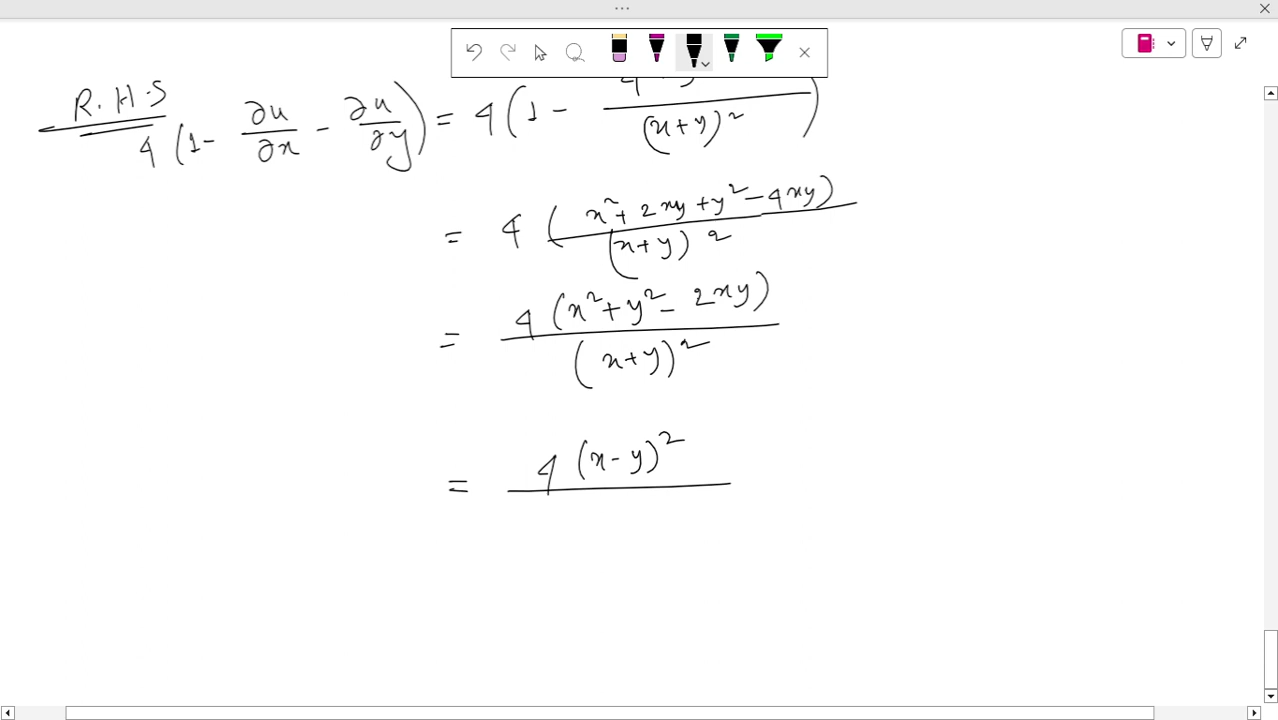 R.H.S
4 (1 - ∂u/∂x - ∂u/∂y) = 4 (1 - /(x+y)²)
= 4 (x² + 2xy + y² - 4xy)/(x+y)²
= 4 (x² + y² - 2xy)/(x+y)²
= 4 (x - y)²/